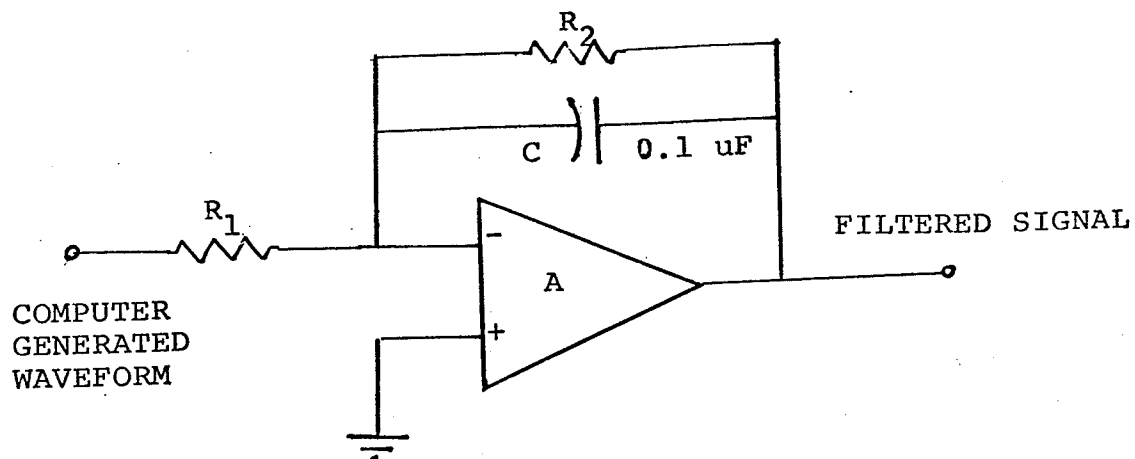 R2
C 0.1 uF
R1
FILTERED SIGNAL
-
A
+
COMPUTER
GENERATED
WAVEFORM